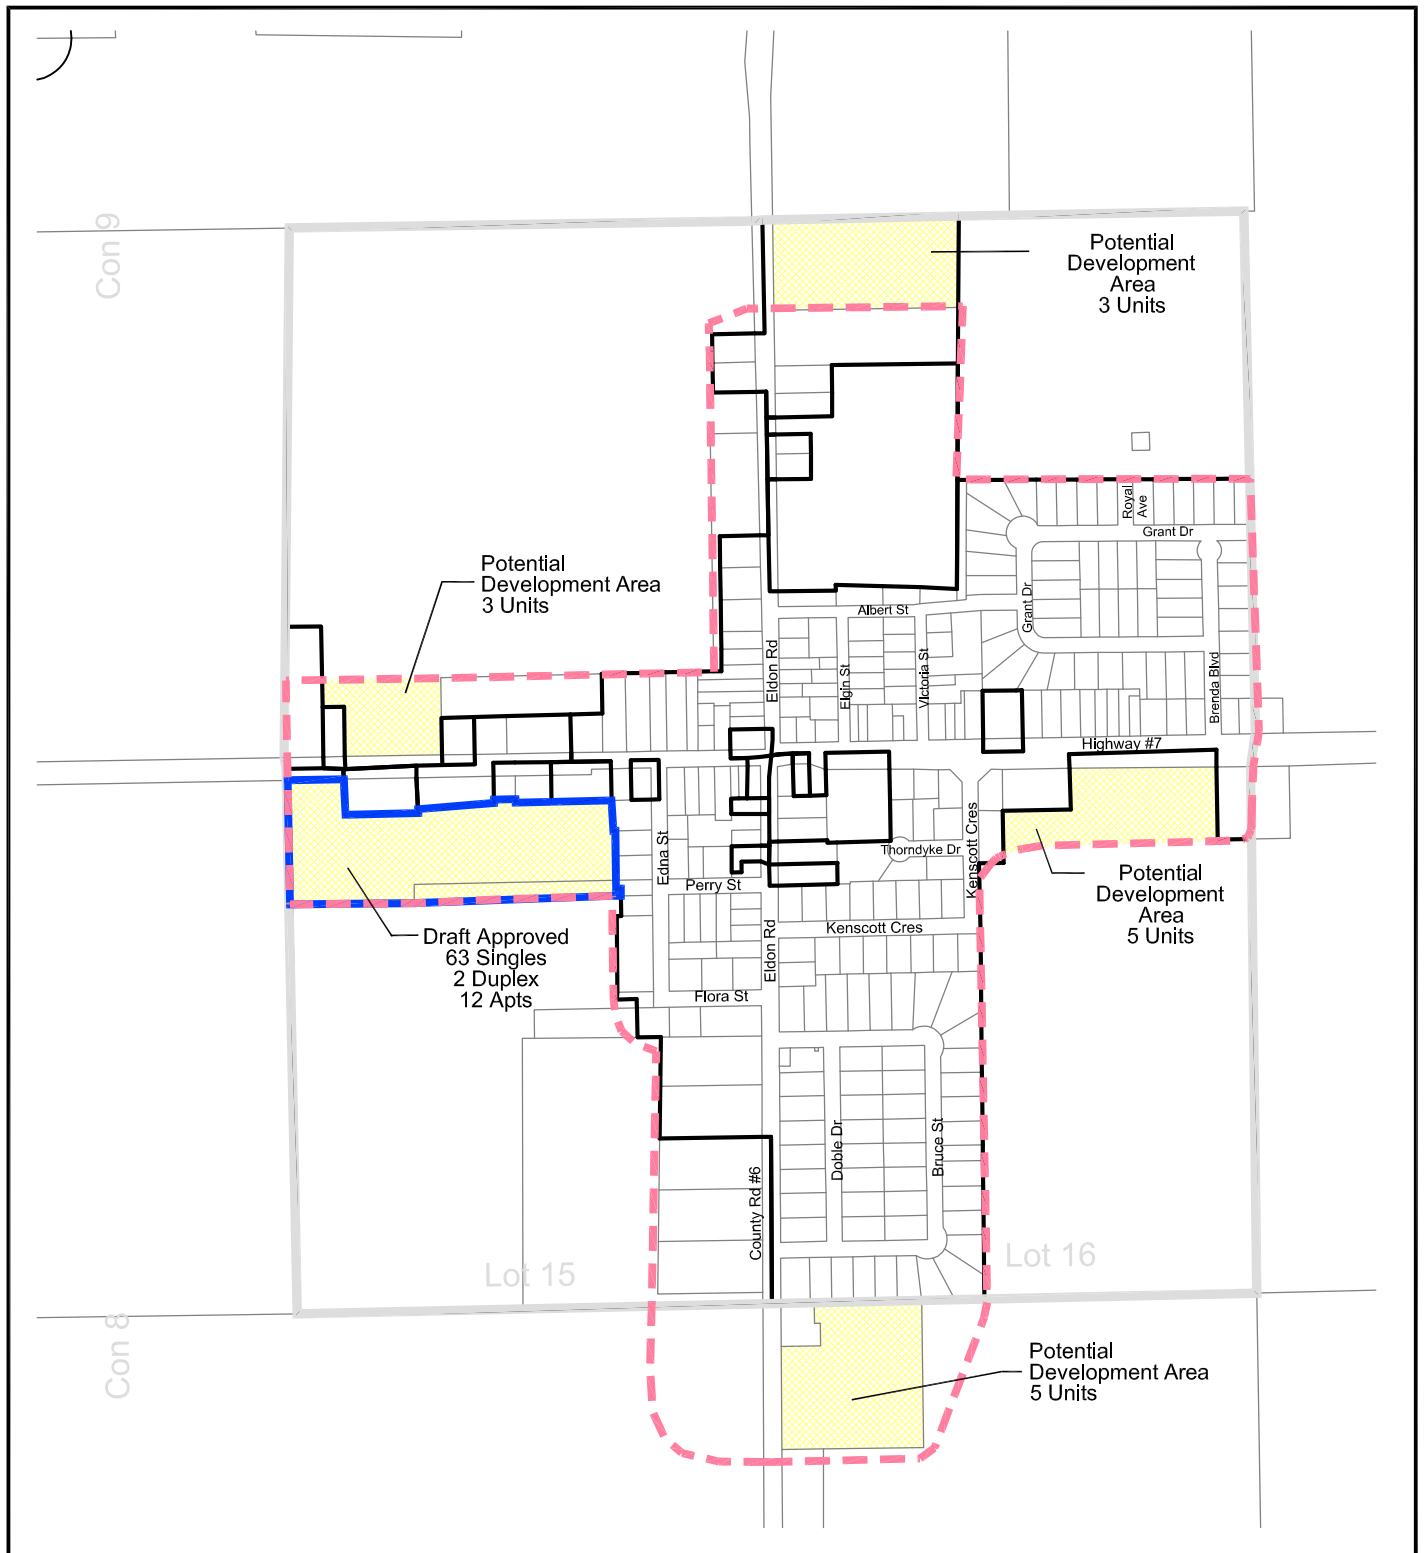 Con 9
Potential
Development
Area
3 Units
Royal
Ave
Grant Dr
Potential
Development Area
3 Units
Grant Dr
Albert St
Eldon Rd
Elgin St
Victoria St
Brenda Blvd
Highway #7
Edna St
Thorndyke Dr
Kenscott Cres
Perry St
Potential
Development
Area
5 Units
Kenscott Cres
Eldon Rd
Draft Approved
63 Singles
2 Duplex
12 Apts
Flora St
Doble Dr
Bruce St
County Rd #6
Lot 15
Lot 16
Con 8
Potential
Development Area
5 Units